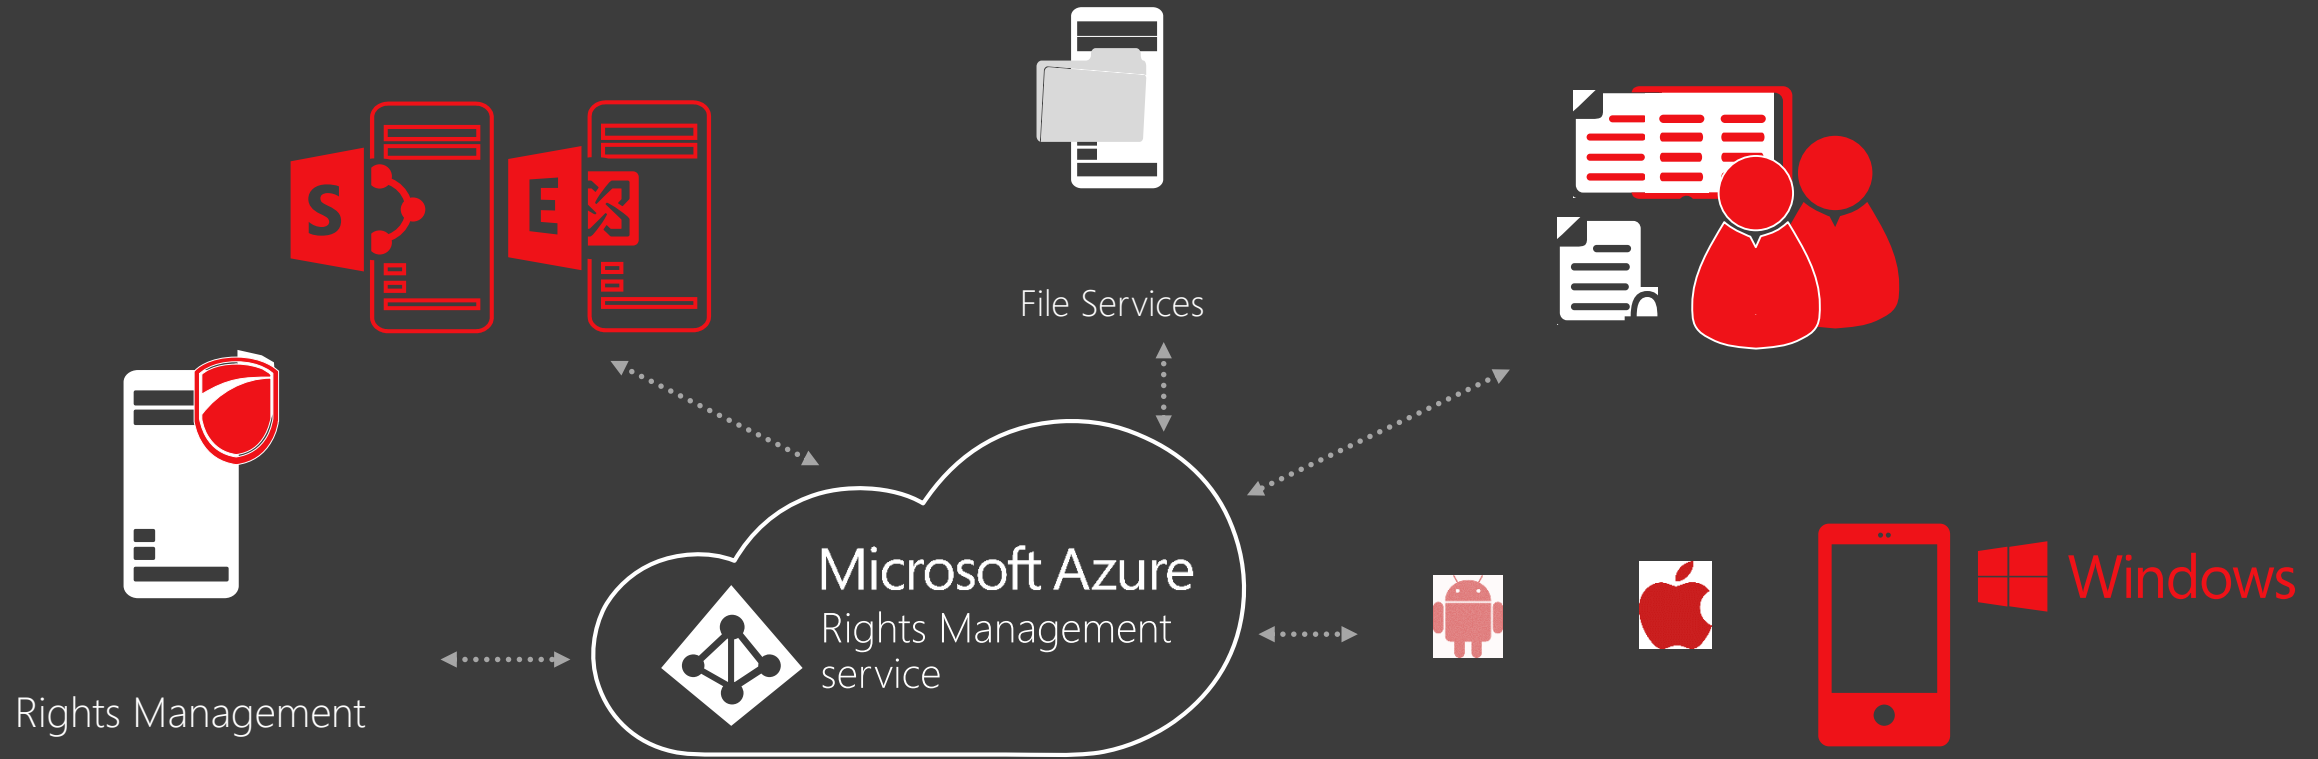 S
E
File Services
Microsoft Azure
Rights Management
service
Windows
Rights Management